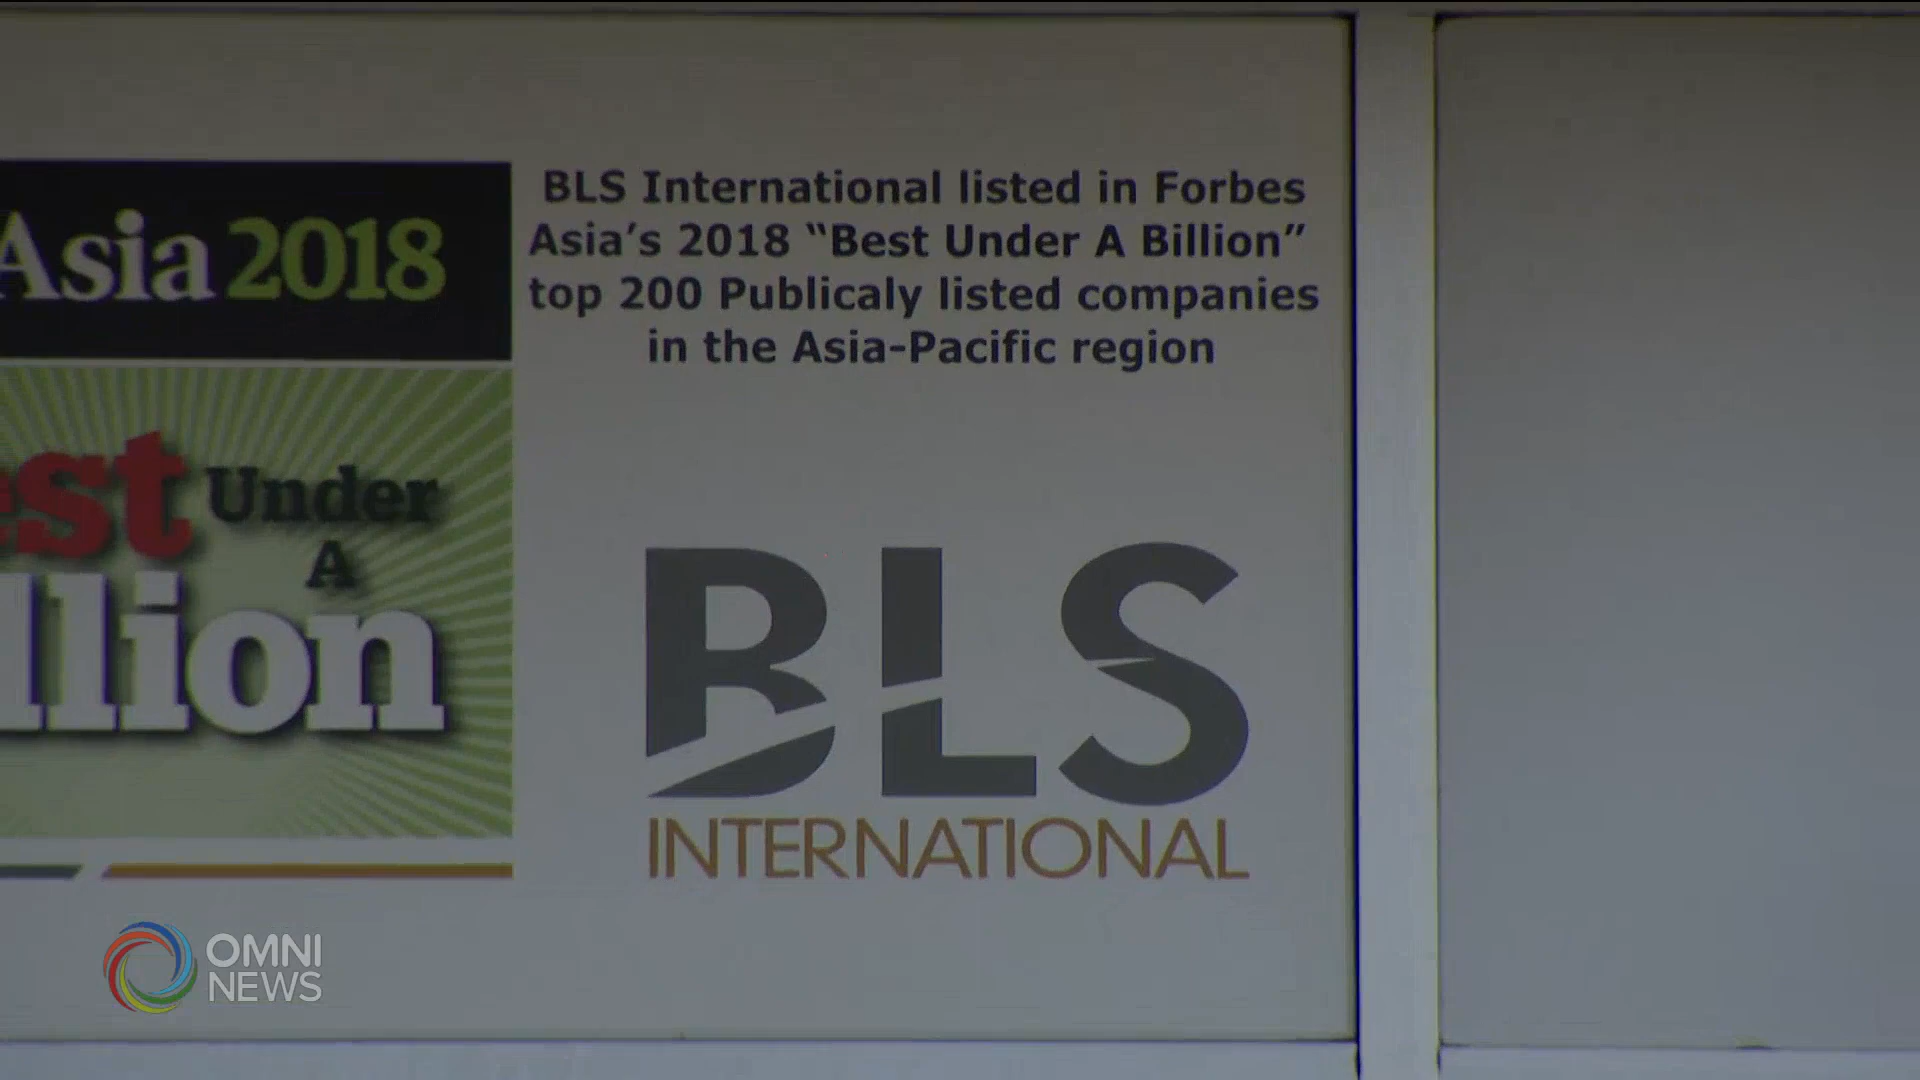 Asia 2018
est Under
A
llion
BLS International listed in Forbes
Asia's 2018 “Best Under A Billion”
top 200 Publicaly listed companies
in the Asia-Pacific region
BLS
INTERNATIONAL
OMNI
NEWS